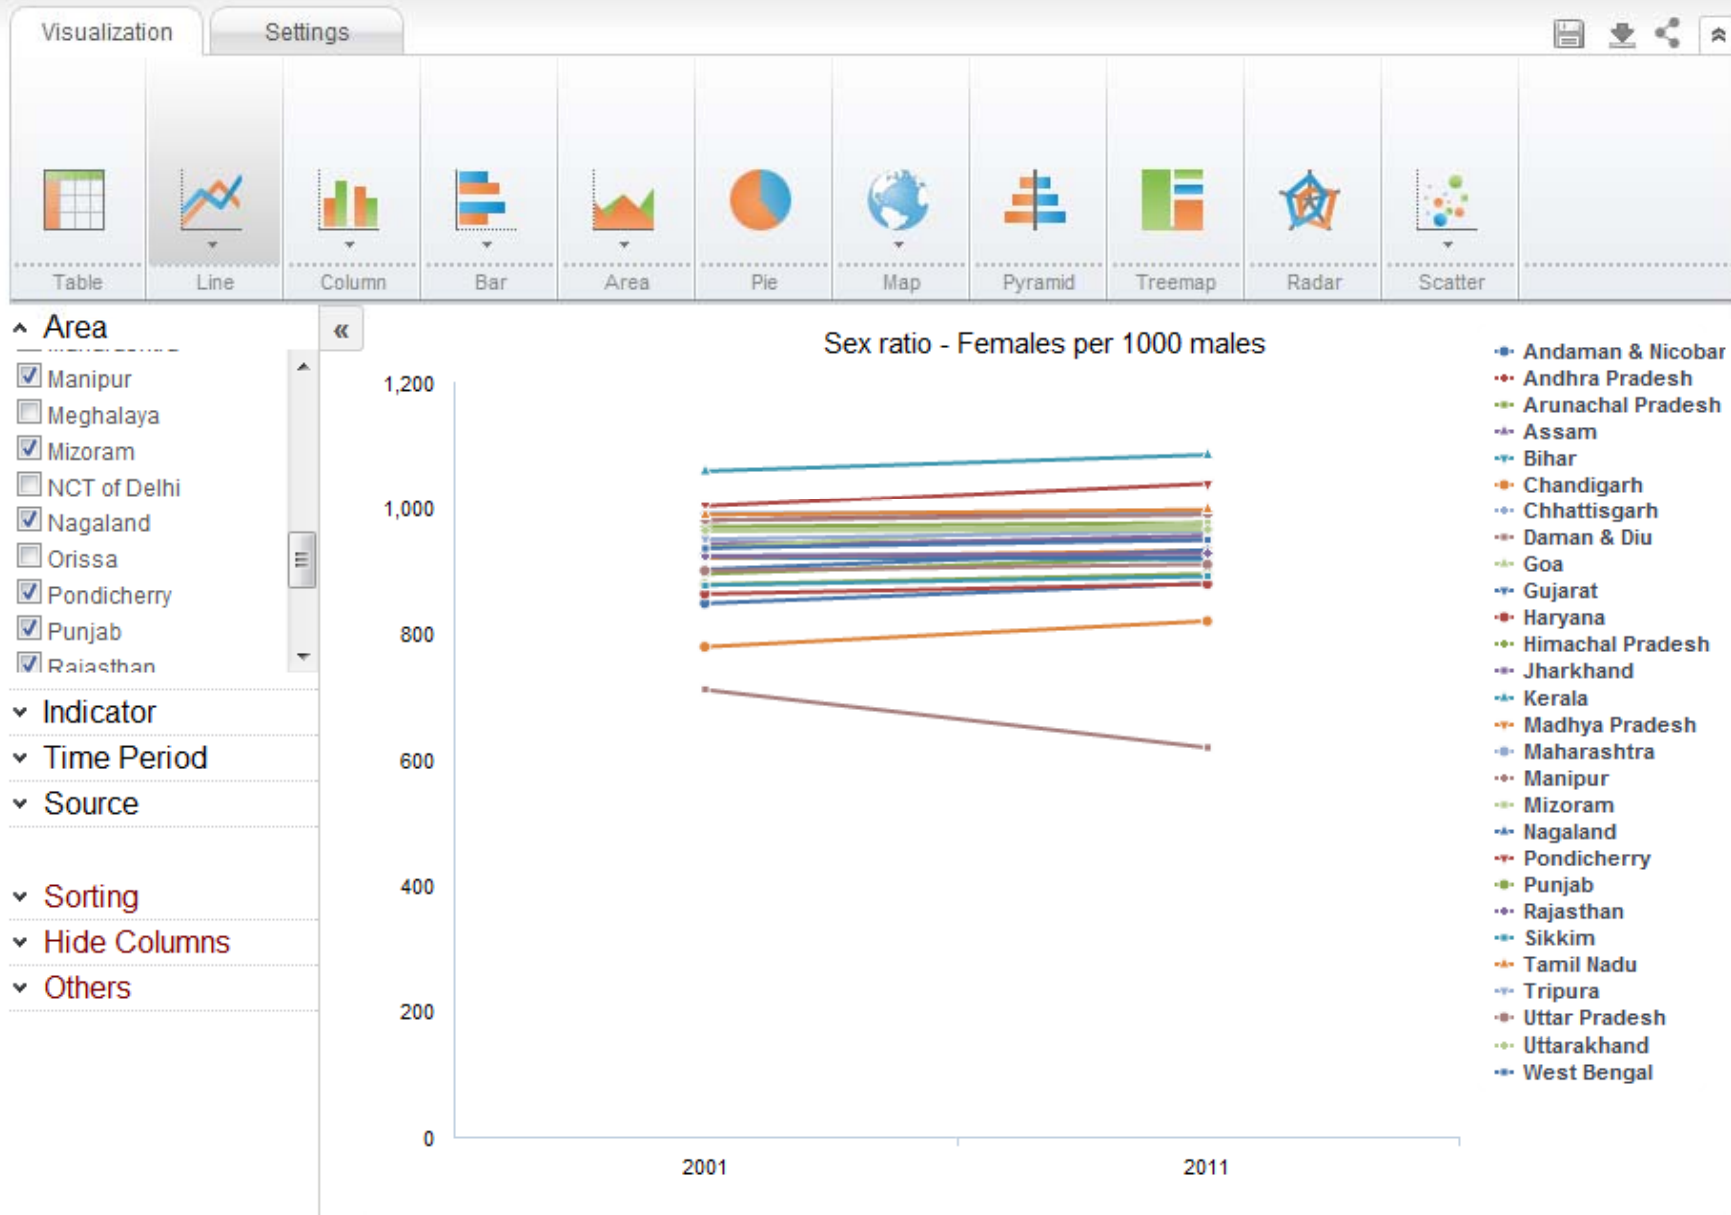 Visualization
Settings
Table
Line
Column
Bar
Area
Pie
Map
Pyramid
Treemap
Radar
Scatter
Area
Manipur
Meghalaya
Mizoram
NCT of Delhi
Nagaland
Orissa
Pondicherry
Punjab
Rajasthan
Indicator
Time Period
Source
Sorting
Hide Columns
Others
«
Sex ratio - Females per 1000 males
1,200
1,000
800
600
400
200
0
2001
2011
Andaman & Nicobar
Andhra Pradesh
Arunachal Pradesh
Assam
Bihar
Chandigarh
Chhattisgarh
Daman & Diu
Goa
Gujarat
Haryana
Himachal Pradesh
Jharkhand
Kerala
Madhya Pradesh
Maharashtra
Manipur
Mizoram
Nagaland
Pondicherry
Punjab
Rajasthan
Sikkim
Tamil Nadu
Tripura
Uttar Pradesh
Uttarakhand
West Bengal